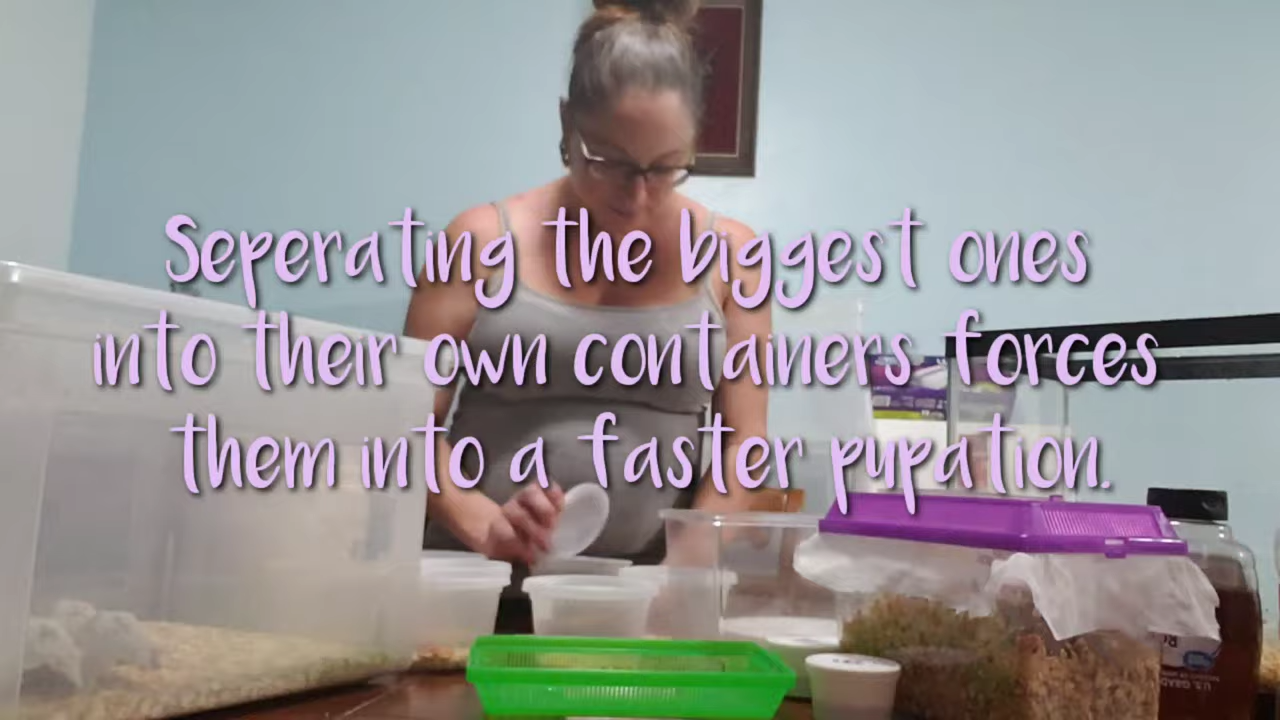 Seperating the biggest ones
into their own containers forces
them into a faster pupation.